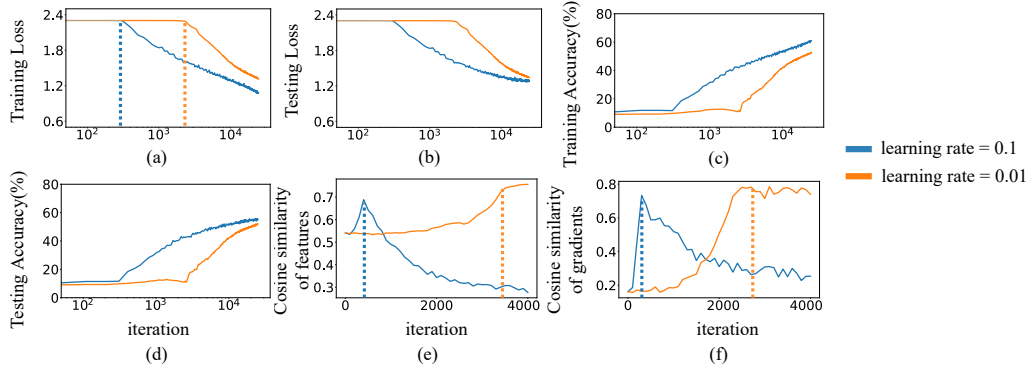 Training Loss
2.4
1.8
1.2
0.6
10²
10³
10⁴
(a)
Testing Loss
2.4
1.8
1.2
0.6
10²
10³
10⁴
(b)
Training Accuracy(%)
80
60
40
20
0
10²
10³
10⁴
(c)
learning rate = 0.1
learning rate = 0.01
Testing Accuracy(%)
80
60
40
20
0
10²
10³
10⁴
iteration
(d)
Cosine similarity
of features
0.7
0.6
0.5
0.4
0.3
0
2000
4000
iteration
(e)
Cosine similarity
of gradients
0.8
0.6
0.4
0.2
0
2000
4000
iteration
(f)